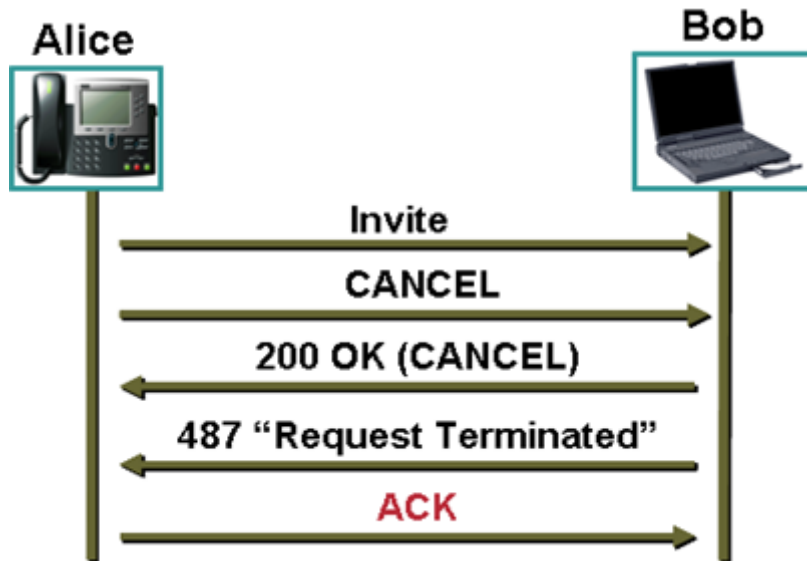 Alice
Bob
Invite
CANCEL
200 OK (CANCEL)
487 “Request Terminated”
ACK